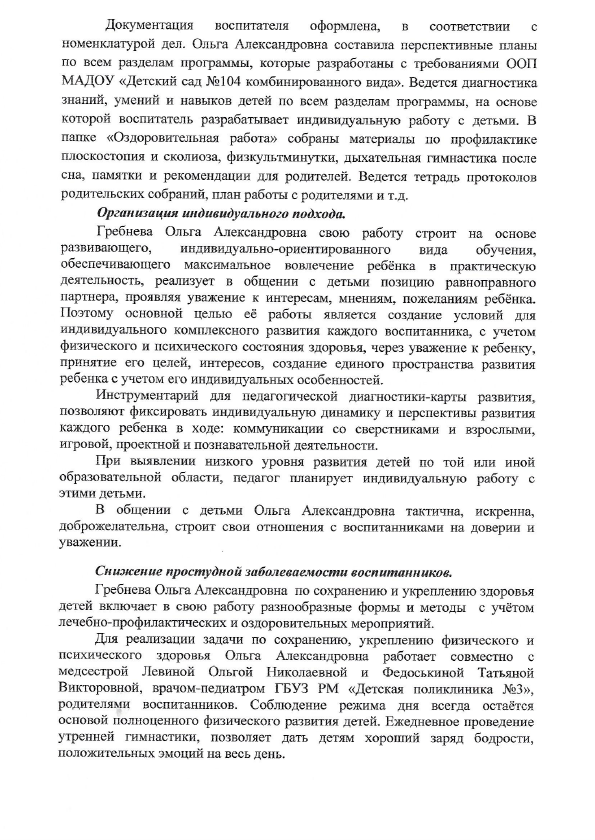 Документация воспитателя оформлена, в соответствии с
номенклатурой дел. Ольга Александровна составила перспективные планы
по всем разделам программы, которые разработаны с требованиями ООП
МАДОУ «Детский сад №104 комбинированного вида». Ведется диагностика
знаний, умений и навыков детей по всем разделам программы, на основе
которой воспитатель разрабатывает индивидуальную работу с детьми. В
папке «Оздоровительная работа» собраны материалы по профилактике
плоскостопия и сколиоза, физкультминутки, дыхательная гимнастика после
сна, памятки и рекомендации для родителей. Ведется тетрадь протоколов
родительских собраний, план работы с родителями и т.д.
Организация индивидуального подхода.
Гребнева Ольга Александровна свою работу строит на основе
развивающего, индивидуально-ориентированного вида обучения,
обеспечивающего максимальное вовлечение ребёнка в практическую
деятельность, реализует в общении с детьми позицию равноправного
партнера, проявляя уважение к интересам, мнениям, пожеланиям ребёнка.
Поэтому основной целью её работы является создание условий для
индивидуального комплексного развития каждого воспитанника, с учетом
физического и психического состояния здоровья, через уважение к ребенку,
принятие его целей, интересов, создание единого пространства развития
ребенка с учетом его индивидуальных особенностей.
Инструментарий для педагогической диагностики-карты развития,
позволяют фиксировать индивидуальную динамику и перспективы развития
каждого ребенка в ходе: коммуникации со сверстниками и взрослыми,
игровой, проектной и познавательной деятельности.
При выявлении низкого уровня развития детей по той или иной
образовательной области, педагог планирует индивидуальную работу с
этими детьми.
В общении с детьми Ольга Александровна тактична, искренна,
доброжелательна, строит свои отношения с воспитанниками на доверии и
уважении.
Снижение простудной заболеваемости воспитанников.
Гребнева Ольга Александровна по сохранению и укреплению здоровья
детей включает в свою работу разнообразные формы и методы с учётом
лечебно-профилактических и оздоровительных мероприятий.
Для реализации задачи по сохранению, укреплению физического и
психического здоровья Ольга Александровна работает совместно с
медсестрой Левиной Ольгой Николаевной и Федоськиной Татьяной
Викторовной, врачом-педиатром ГБУЗ РМ «Детская поликлиника №3»,
родителями воспитанников. Соблюдение режима дня всегда остаётся
основой полноценного физического развития детей. Ежедневное проведение
утренней гимнастики, позволяет дать детям хороший заряд бодрости,
положительных эмоций на весь день.